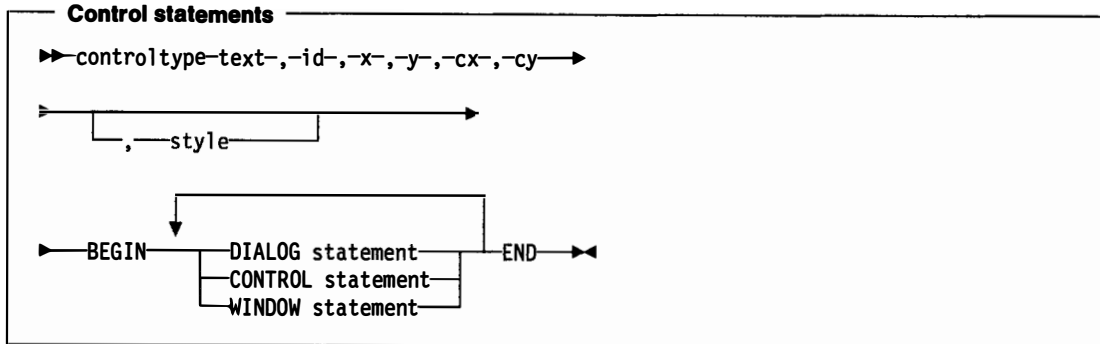 Control statements
controltype text , id , x , y , cx , cy
, style
BEGIN DIALOG statement END
CONTROL statement
WINDOW statement